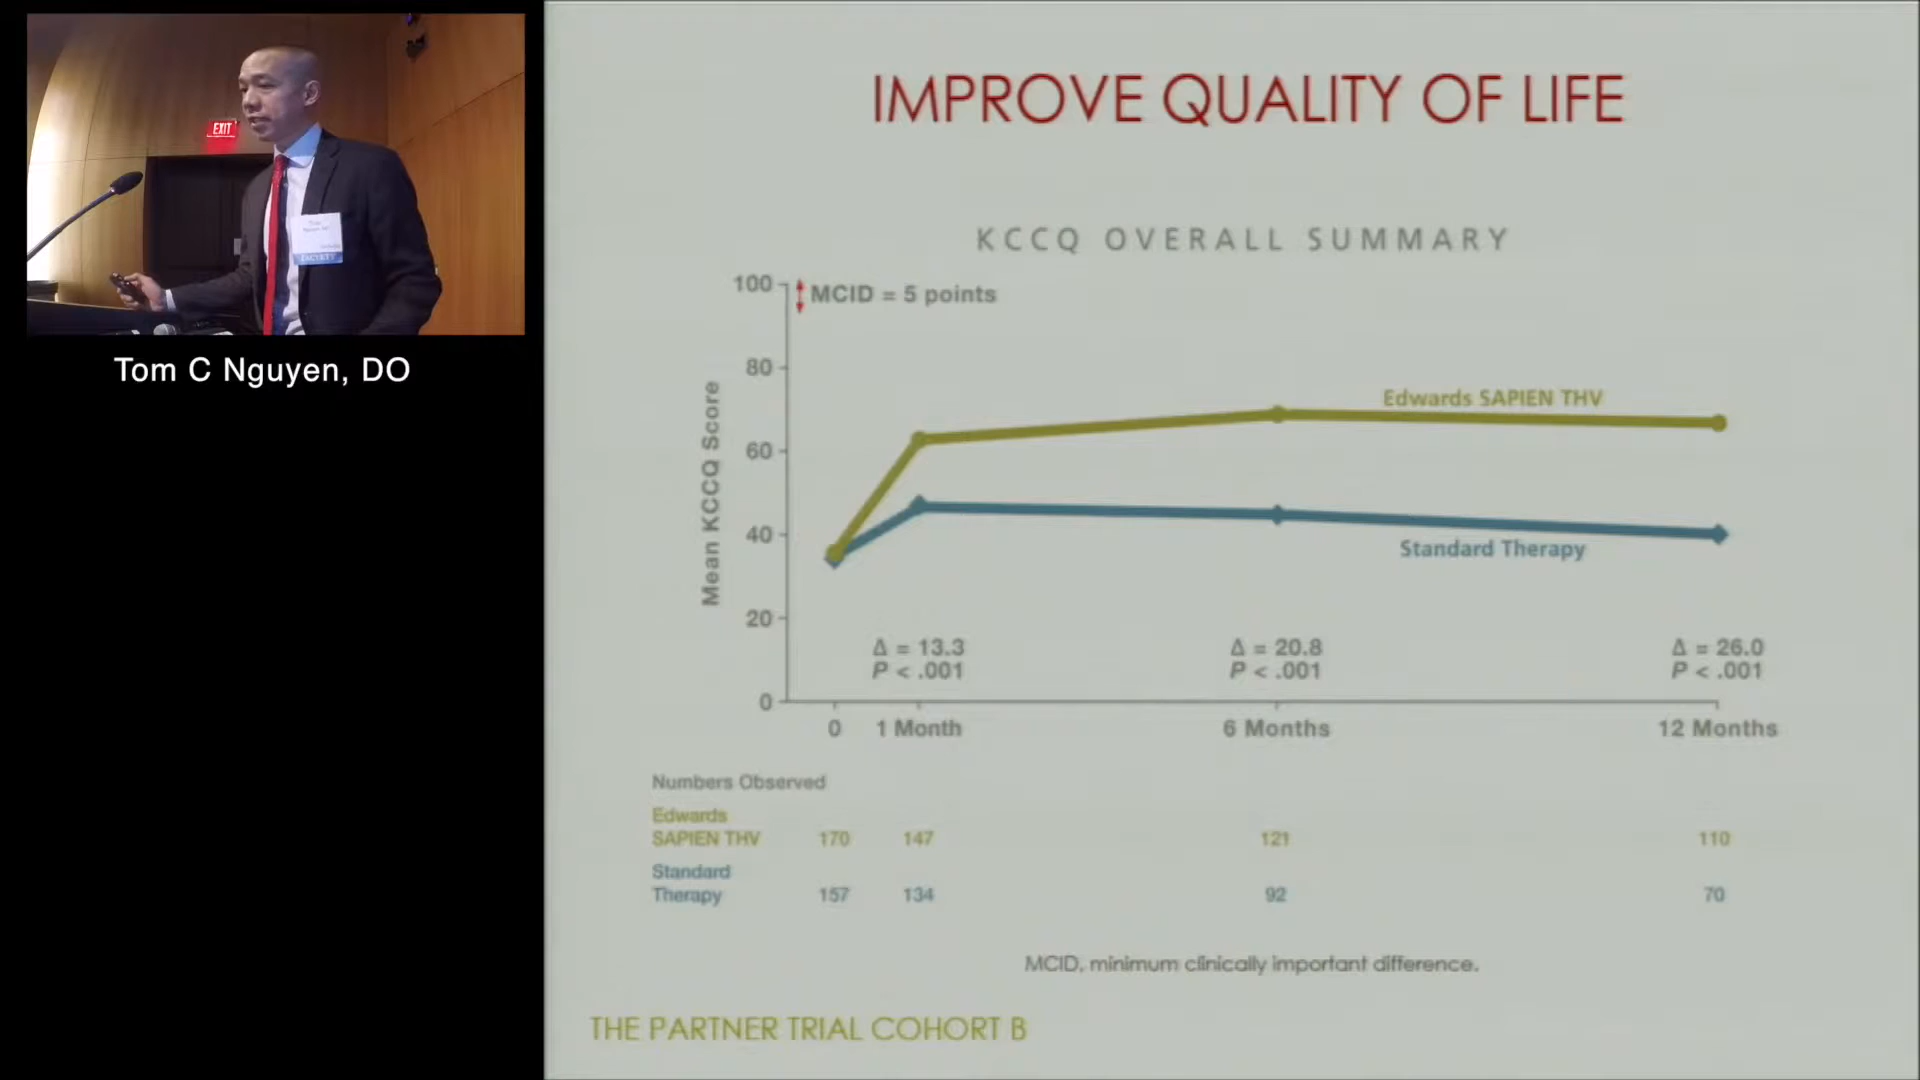 EXIT
FACULTY
Tom C Nguyen, DO
IMPROVE QUALITY OF LIFE
KCCQ OVERALL SUMMARY
MCID = 5 points
Mean KCCQ Score
100
80
60
40
20
0
Edwards SAPIEN THV
Standard Therapy
Δ = 13.3
P < .001
Δ = 20.8
P < .001
Δ = 26.0
P < .001
0 1 Month 6 Months 12 Months
Numbers Observed
Edwards
SAPIEN THV 170 147 121 110
Standard
Therapy 157 134 92 70
MCID, minimum clinically important difference.
THE PARTNER TRIAL COHORT B